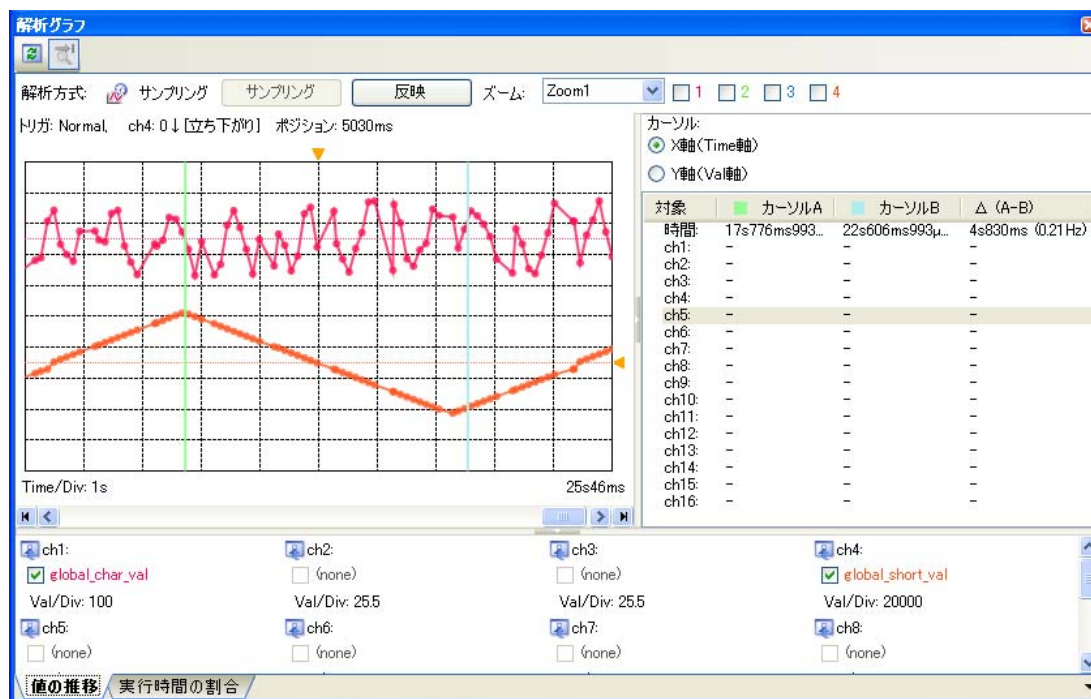 解析グラフ
解析方式: サンプリング サンプリング 反映 ズーム: Zoom1 1 2 3 4
トリガ: Normal, ch4: 0↓[立ち下がり] ポジション: 5030ms
Time/Div: 1s 25s46ms
カーソル:
X軸(Time軸)
Y軸(Val軸)
対象 カーソルA カーソルB Δ (A-B)
時間: 17s776ms993... 22s606ms993μ... 4s830ms (0.21Hz)
ch1: - - -
ch2: - - -
ch3: - - -
ch4: - - -
ch5: - - -
ch6: - - -
ch7: - - -
ch8: - - -
ch9: - - -
ch10: - - -
ch11: - - -
ch12: - - -
ch13: - - -
ch14: - - -
ch15: - - -
ch16: - - -
ch1: ch2: ch3: ch4:
global_char_val (none) (none) global_short_val
Val/Div: 100 Val/Div: 25.5 Val/Div: 25.5 Val/Div: 20000
ch5: ch6: ch7: ch8:
(none) (none) (none) (none)
値の推移 実行時間の割合